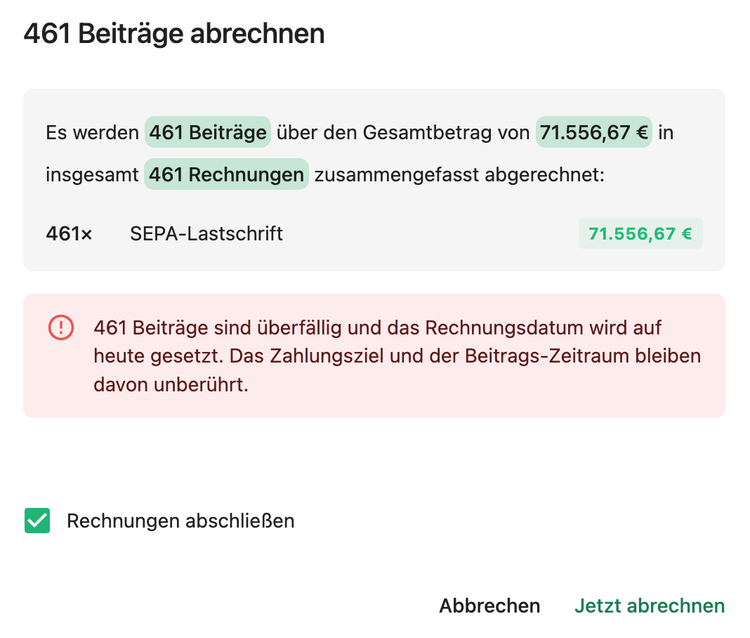 461 Beiträge abrechnen
Es werden 461 Beiträge über den Gesamtbetrag von 71.556,67 € in
insgesamt 461 Rechnungen zusammengefasst abgerechnet:
461× SEPA-Lastschrift 71.556,67 €
461 Beiträge sind überfällig und das Rechnungsdatum wird auf
heute gesetzt. Das Zahlungsziel und der Beitrags-Zeitraum bleiben
davon unberührt.
Rechnungen abschließen
Abbrechen Jetzt abrechnen